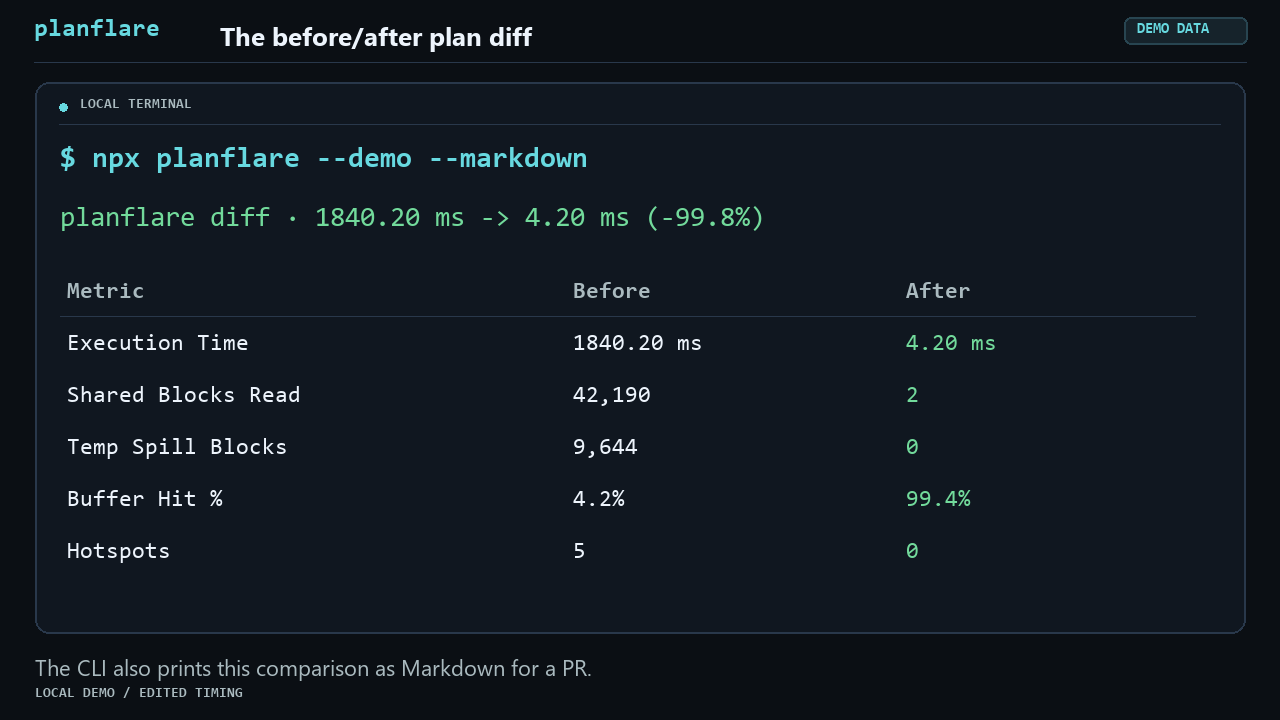 planflare
The before/after plan diff
DEMO DATA
LOCAL TERMINAL
$ npx planflare --demo --markdown
planflare diff · 1840.20 ms -> 4.20 ms (-99.8%)
Metric Before After
Execution Time 1840.20 ms 4.20 ms
Shared Blocks Read 42,190 2
Temp Spill Blocks 9,644 0
Buffer Hit % 4.2% 99.4%
Hotspots 5 0
The CLI also prints this comparison as Markdown for a PR.
LOCAL DEMO / EDITED TIMING